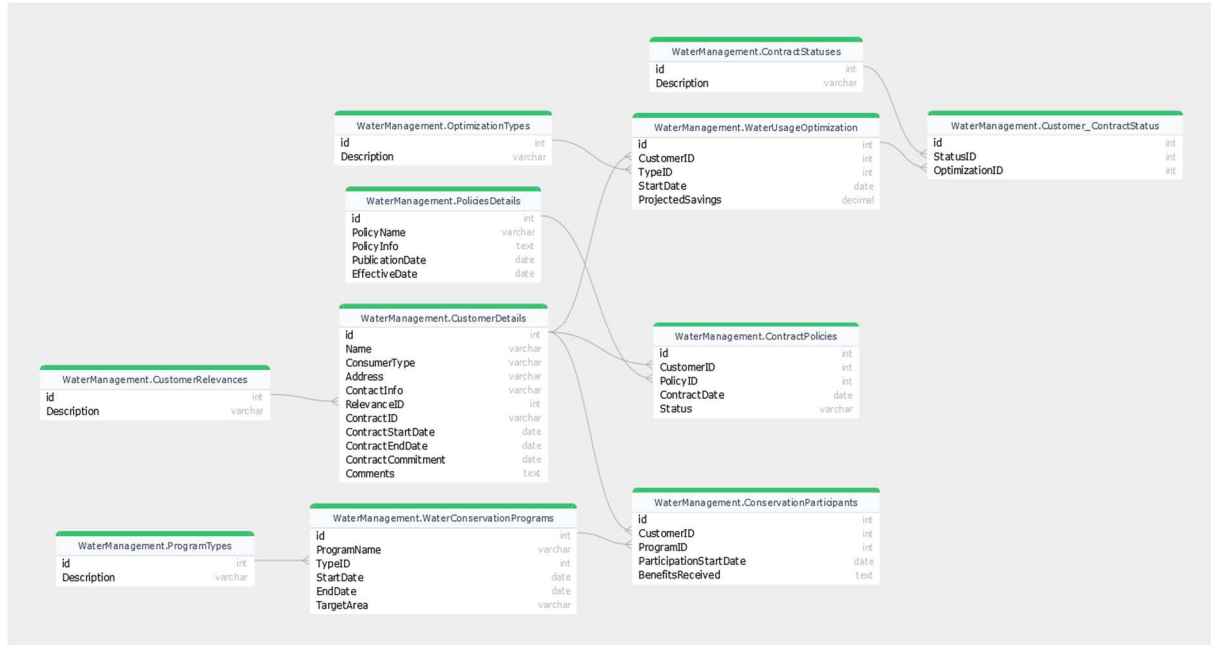 WaterManagement.ContractStatuses
id int
Description varchar
WaterManagement.OptimizationTypes
id int
Description varchar
WaterManagement.WaterUsageOptimization
id int
CustomerID int
TypeID int
StartDate date
ProjectedSavings decimal
WaterManagement.Customer_ContractStatus
id int
StatusID int
OptimizationID int
WaterManagement.PoliciesDetails
id int
PolicyName varchar
PolicyInfo text
PublicationDate date
EffectiveDate date
WaterManagement.CustomerDetails
id int
Name varchar
ConsumerType varchar
Address varchar
ContactInfo varchar
RelevanceID int
ContractID varchar
ContractStartDate date
ContractEndDate date
ContractCommitment date
Comments text
WaterManagement.ContractPolicies
id int
CustomerID int
PolicyID int
ContractDate date
Status varchar
WaterManagement.CustomerRelevances
id int
Description varchar
WaterManagement.WaterConservationPrograms
id int
ProgramName varchar
TypeID int
StartDate date
EndDate date
TargetArea varchar
WaterManagement.ConservationParticipants
id int
CustomerID int
ProgramID int
ParticipationStartDate date
BenefitsReceived text
WaterManagement.ProgramTypes
id int
Description varchar